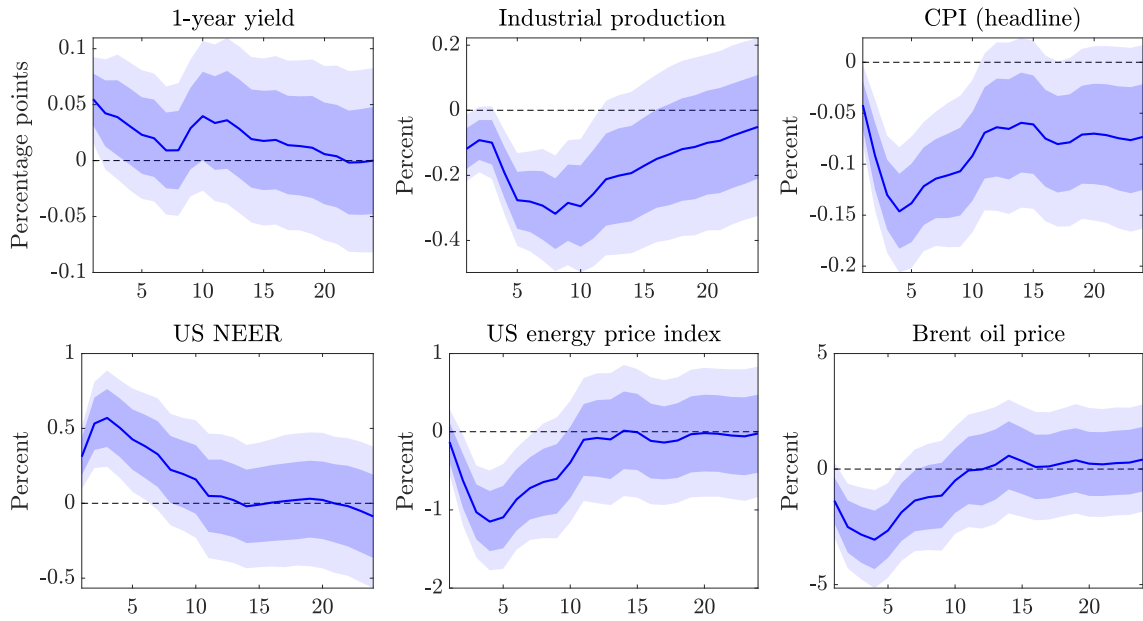 1-year yield
Industrial production
CPI (headline)
Percentage points
0.1
0.05
0
-0.05
-0.1
5 10 15 20
Percent
0.2
0
-0.2
-0.4
5 10 15 20
Percent
0
-0.05
-0.1
-0.15
-0.2
5 10 15 20
US NEER
US energy price index
Brent oil price
Percent
1
0.5
0
-0.5
5 10 15 20
Percent
1
0
-1
-2
5 10 15 20
Percent
5
0
-5
5 10 15 20